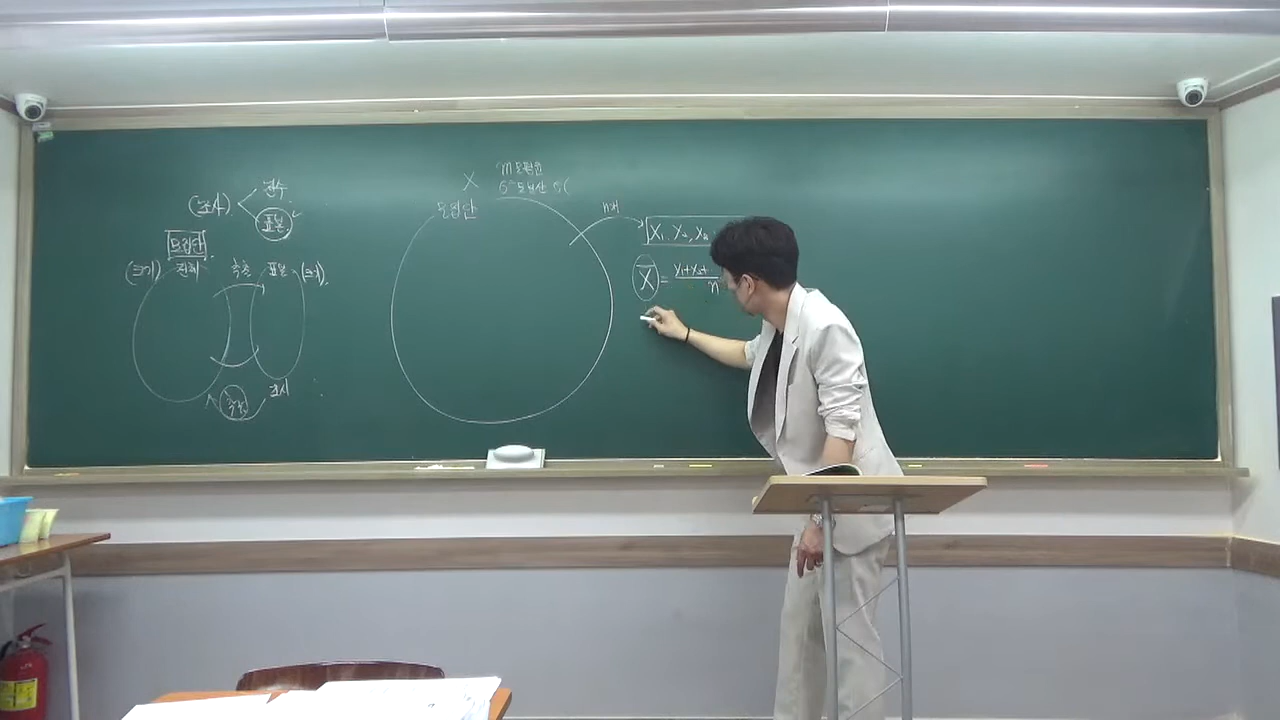 (조사)
전수
표본
모집단
(크기) 전체
추출 표본 (크기)
조사
추정
X
m 모평균
σ² 모분산 σ(
모집단
n개
X₁, X₂, X₃
X̄ = X₁+X₂+
n